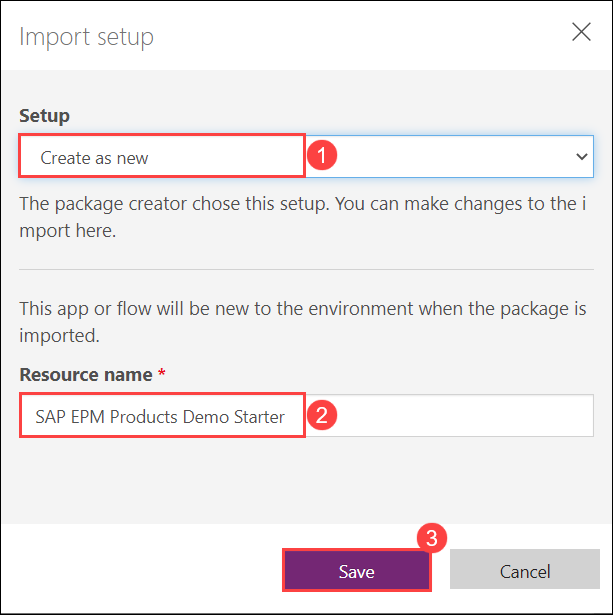 Import setup
Setup
Create as new
1
The package creator chose this setup. You can make changes to the i
mport here.
This app or flow will be new to the environment when the package is
imported.
Resource name *
SAP EPM Products Demo Starter
2
3
Save
Cancel